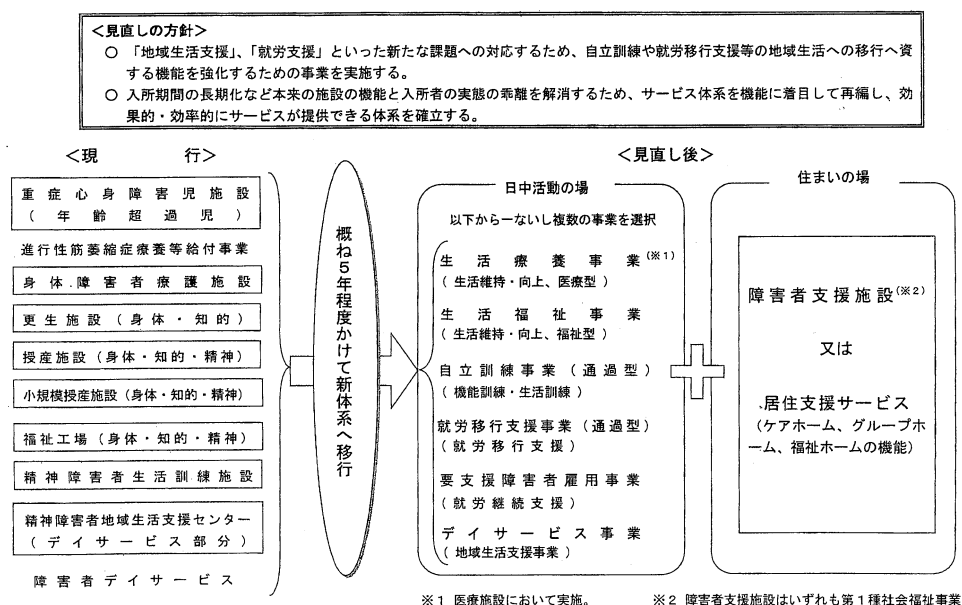 ＜見直しの方針＞
○ 「地域生活支援」、「就労支援」といった新たな課題への対応するため、自立訓練や就労移行支援等の地域生活への移行へ資
する機能を強化するための事業を実施する。
○ 入所期間の長期化など本来の施設の機能と入所者の実態の乖離を解消するため、サービス体系を機能に着目して再編し、効
果的・効率的にサービスが提供できる体系を確立する。
＜現　行＞
重症心身障害児施設
（年齢超過児）
進行性筋萎縮症療養等給付事業
身体障害者療護施設
更生施設（身体・知的）
授産施設（身体・知的・精神）
小規模授産施設（身体・知的・精神）
福祉工場（身体・知的・精神）
精神障害者生活訓練施設
精神障害者地域生活支援センター
（デイサービス部分）
障害者デイサービス
概ね５年程度かけて新体系へ移行
＜見直し後＞
日中活動の場
以下から一ないし複数の事業を選択
生活療養事業（※１）
（生活維持・向上、医療型）
生活福祉事業
（生活維持・向上、福祉型）
自立訓練事業（通過型）
（機能訓練・生活訓練）
就労移行支援事業（通過型）
（就労移行支援）
要支援障害者雇用事業
（就労継続支援）
デイサービス事業
（地域生活支援事業）
住まいの場
障害者支援施設（※２）
又は
居住支援サービス
（ケアホーム、グループホ
ーム、福祉ホームの機能）
※１ 医療施設において実施。
※２ 障害者支援施設はいずれも第１種社会福祉事業